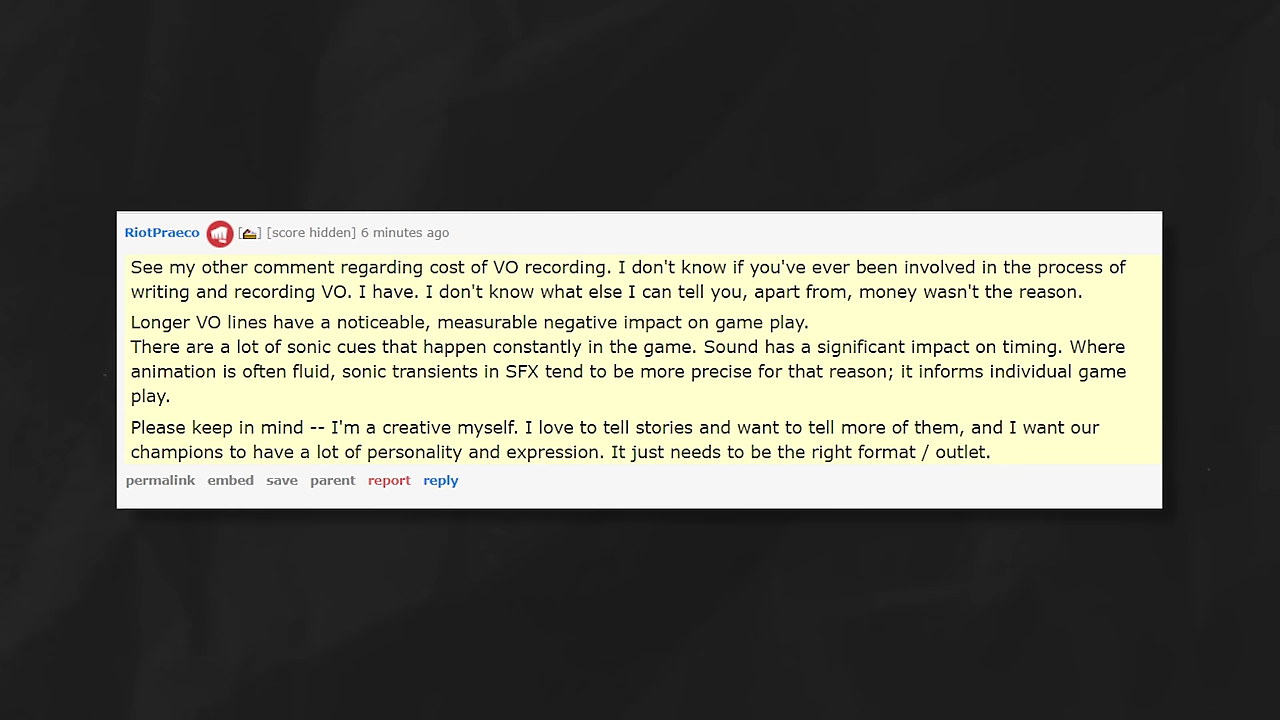 RiotPraeco [] [score hidden] 6 minutes ago
See my other comment regarding cost of VO recording. I don't know if you've ever been involved in the process of
writing and recording VO. I have. I don't know what else I can tell you, apart from, money wasn't the reason.
Longer VO lines have a noticeable, measurable negative impact on game play.
There are a lot of sonic cues that happen constantly in the game. Sound has a significant impact on timing. Where
animation is often fluid, sonic transients in SFX tend to be more precise for that reason; it informs individual game
play.
Please keep in mind -- I'm a creative myself. I love to tell stories and want to tell more of them, and I want our
champions to have a lot of personality and expression. It just needs to be the right format / outlet.
permalink embed save parent report reply